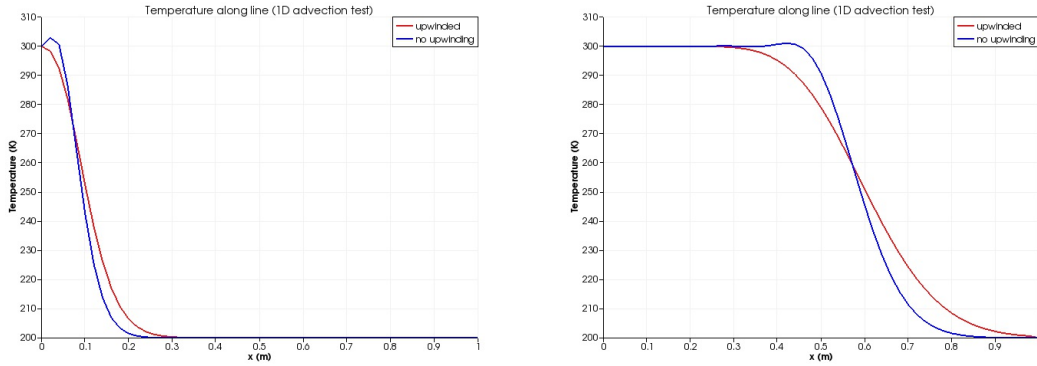 Temperature along line (1D advection test)
upwinded
no upwinding
310
300
290
280
270
260
250
240
230
220
210
200
Temperature (K)
0 0.1 0.2 0.3 0.4 0.5 0.6 0.7 0.8 0.9 1
x (m)
Temperature along line (1D advection test)
upwinded
no upwinding
310
300
290
280
270
260
250
240
230
220
210
200
Temperature (K)
0 0.1 0.2 0.3 0.4 0.5 0.6 0.7 0.8 0.9
x (m)